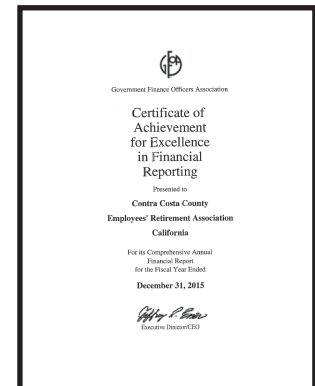 Government Finance Officers Association
Certificate of
Achievement
for Excellence
in Financial
Reporting
Presented to
Contra Costa County
Employees' Retirement Association
California
For its Comprehensive Annual
Financial Report
for the Fiscal Year Ended
December 31, 2015
Executive Director/CEO